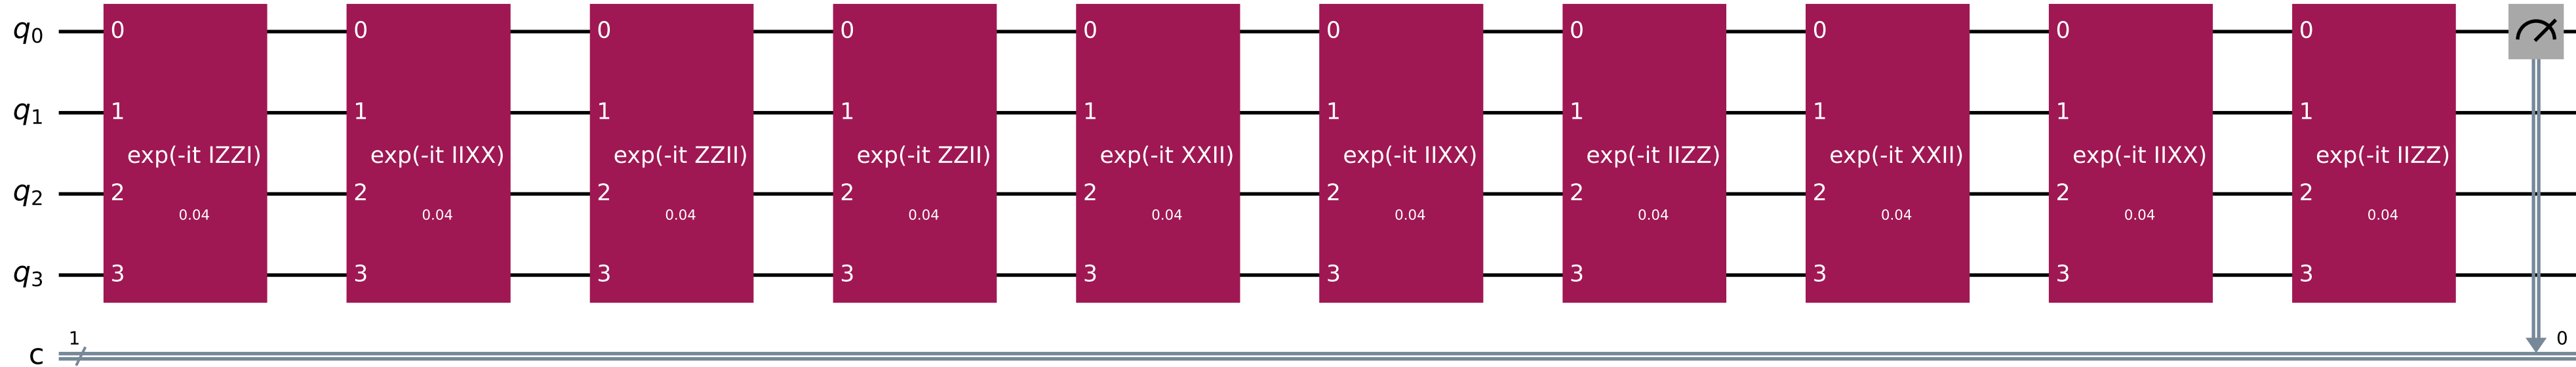 q0 0 0 0 0 0 0 0 0 0 0
q1 1 1 1 1 1 1 1 1 1 1
exp(-it IZZI) exp(-it IIXX) exp(-it ZZII) exp(-it ZZII) exp(-it XXII) exp(-it IIXX) exp(-it IIZZ) exp(-it XXII) exp(-it IIXX) exp(-it IIZZ)
q2 2 2 2 2 2 2 2 2 2 2
0.04 0.04 0.04 0.04 0.04 0.04 0.04 0.04 0.04 0.04
q3 3 3 3 3 3 3 3 3 3 3
1 0
c